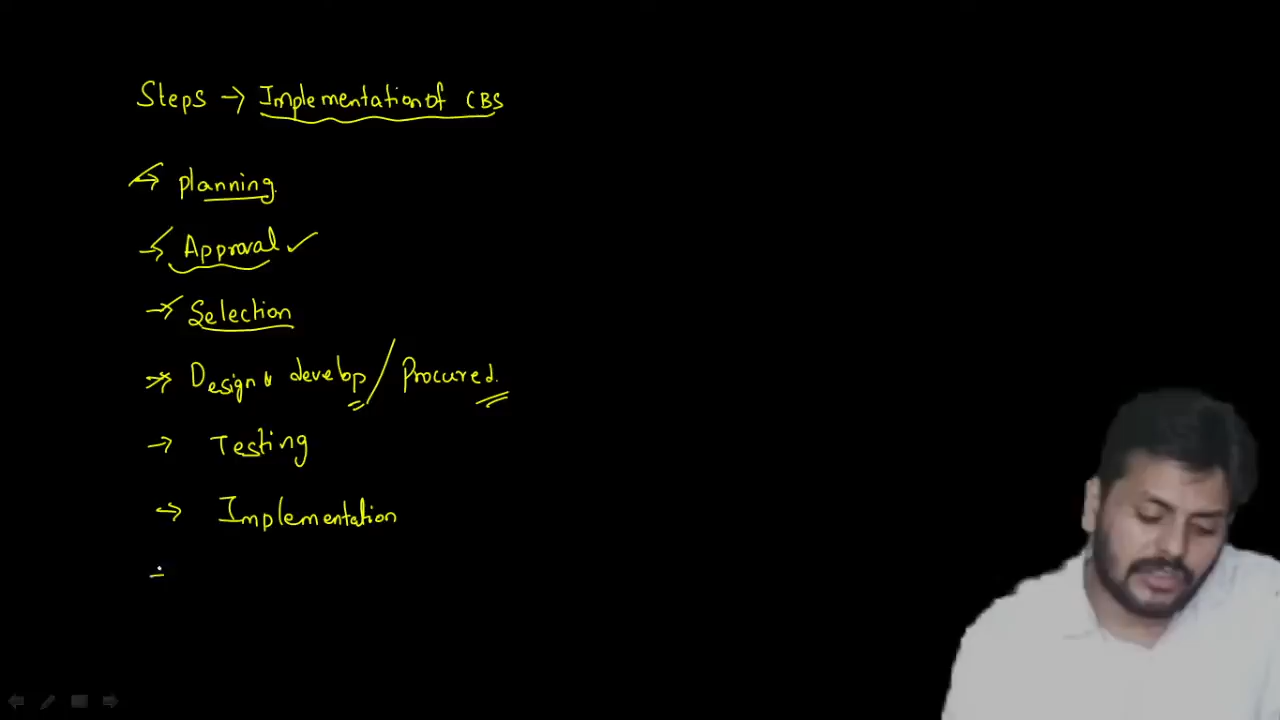 Steps → Implementation of CBS
→ planning
→ Approval ✓
→ Selection
→ Design & develop / Procured.
→ Testing
→ Implementation